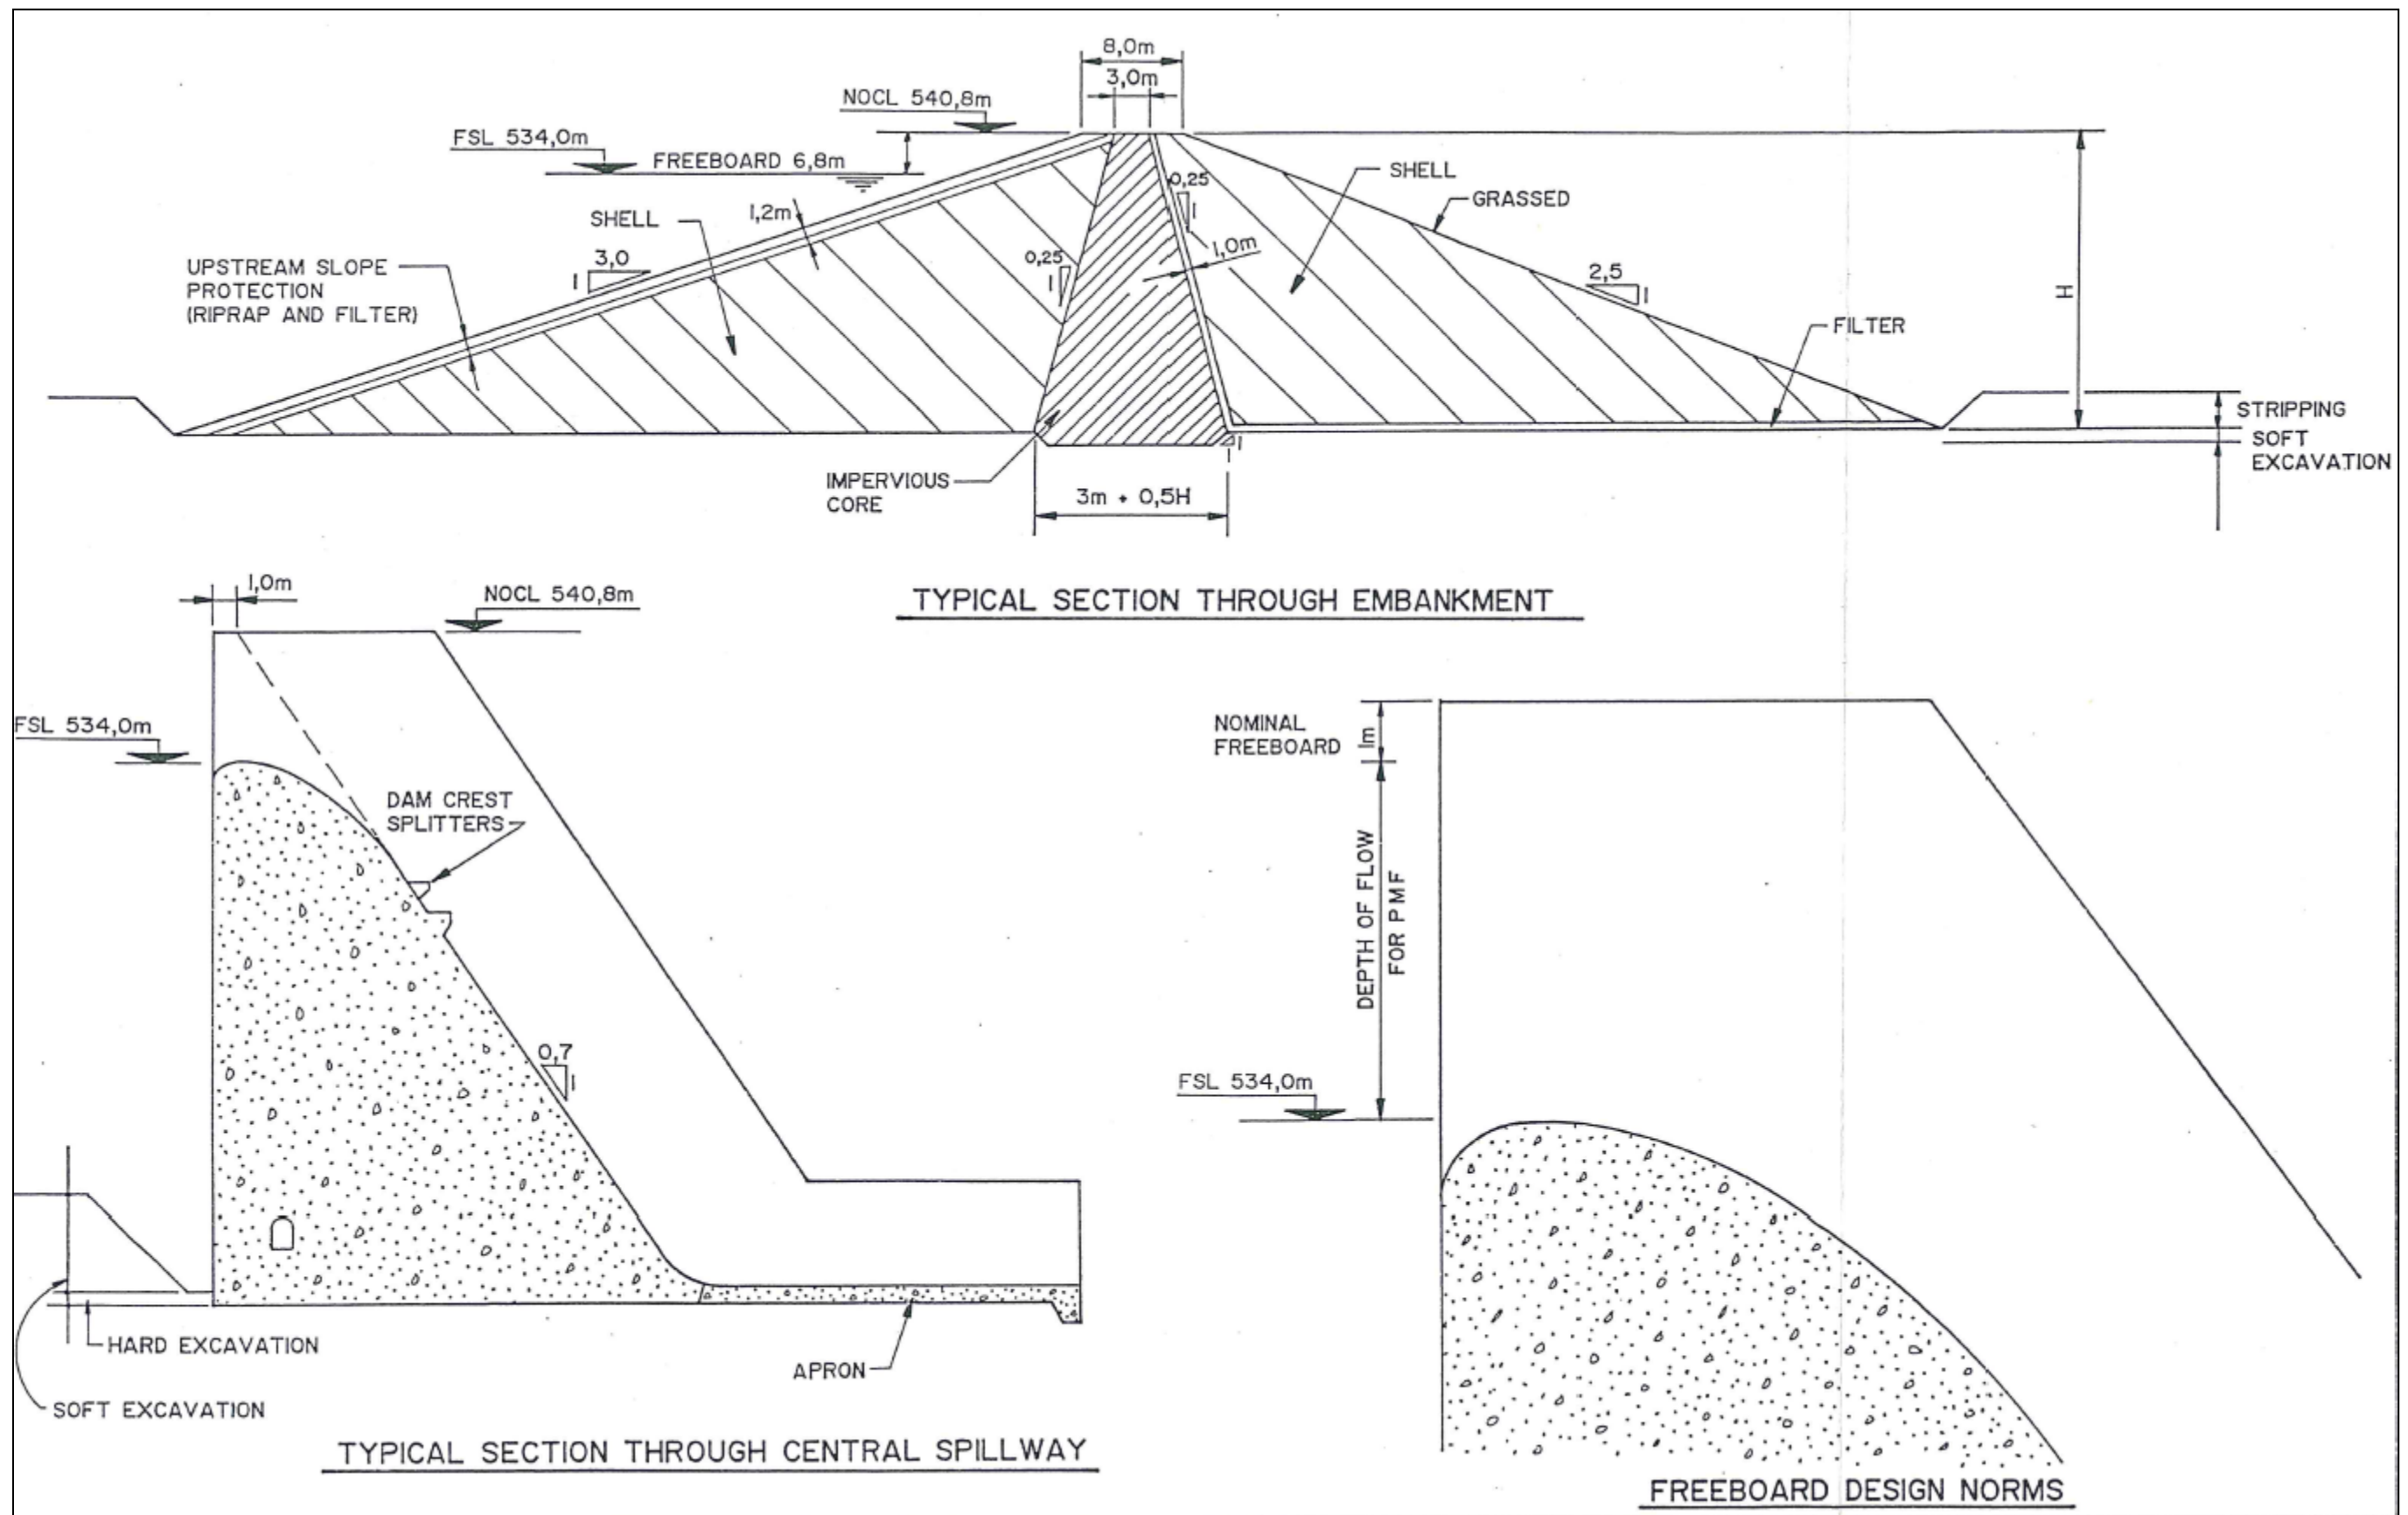 8,0m
3,0m
NOCL 540,8m
FSL 534,0m
FREEBOARD 6,8m
SHELL
1,2m
0,25
1
SHELL
GRASSED
UPSTREAM SLOPE
PROTECTION
(RIPRAP AND FILTER)
3,0
1
0,25
1
1,0m
2,5
1
H
FILTER
STRIPPING
SOFT
EXCAVATION
IMPERVIOUS
CORE
1
1
3m + 0,5H
TYPICAL SECTION THROUGH EMBANKMENT
1,0m
NOCL 540,8m
FSL 534,0m
DAM CREST
SPLITTERS
0,7
1
HARD EXCAVATION
SOFT EXCAVATION
APRON
TYPICAL SECTION THROUGH CENTRAL SPILLWAY
NOMINAL
FREEBOARD
1m
DEPTH OF FLOW
FOR PMF
FSL 534,0m
FREEBOARD DESIGN NORMS